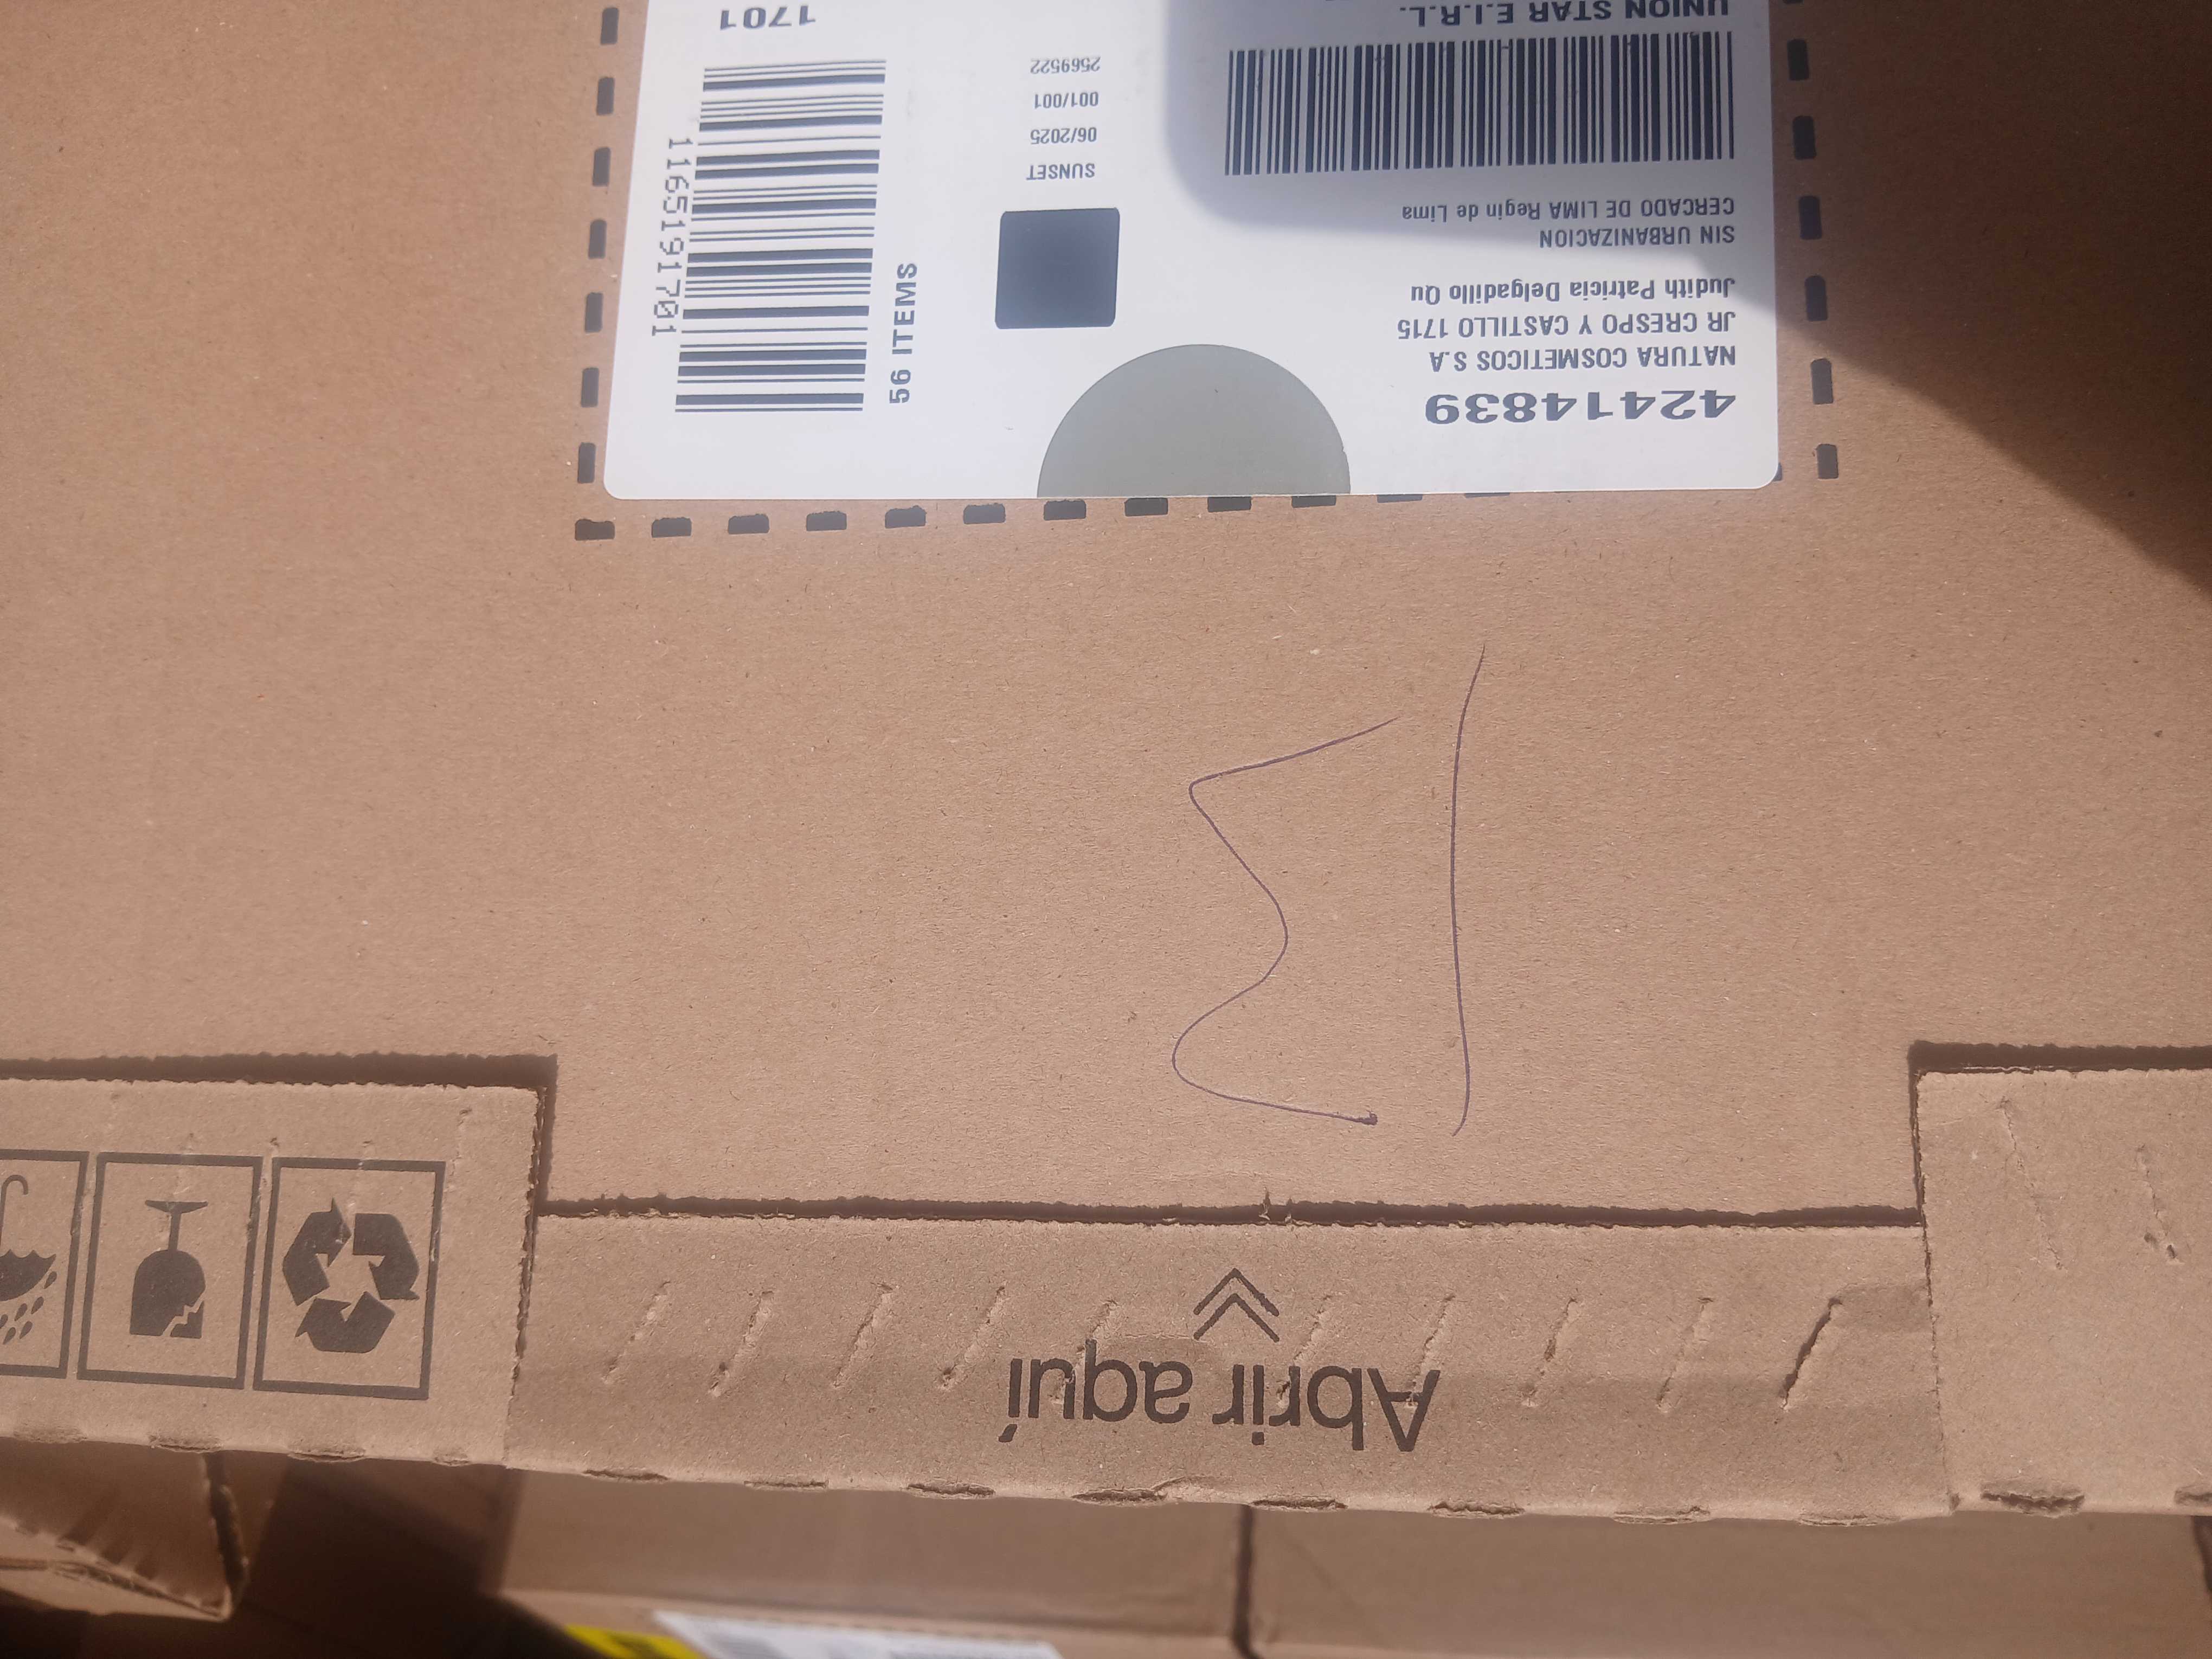 42414839
NATURA COSMETICOS S.A
JR CRESPO Y CASTILLO 1715
Judith Patricia Delgadillo Qu
SIN URBANIZACION
CERCADO DE LIMA Regin de Lima
UNION STAR E.I.R.L.
SUNSET
06/2025
001/001
2569522
56 ITEMS
1165191701
1701
13
Abrir aquí